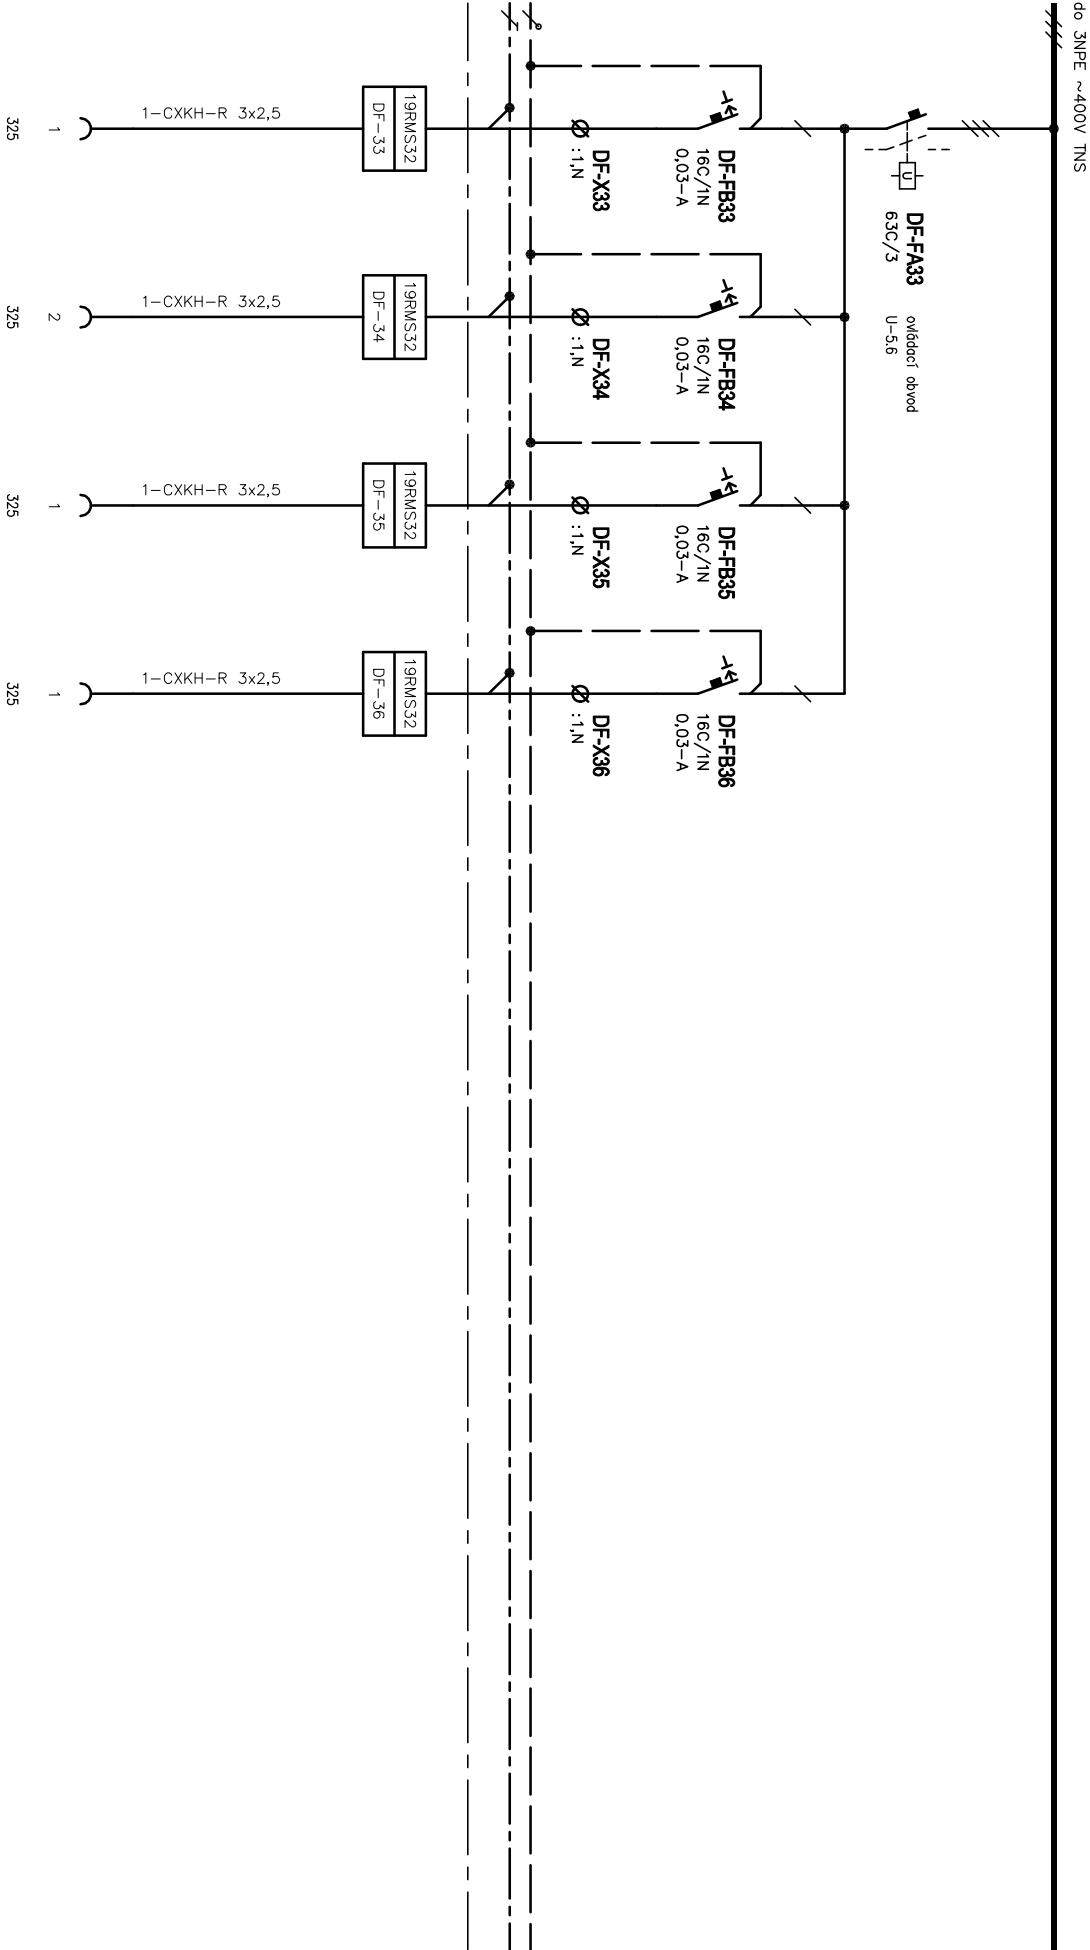 do 3NPE ~400V TNS
DF-FA33
63C/3
ovládací obvod
U-5.6
U
DF-FB33
16C/1N
0,03-A
DF-X33
:1,N
19RMS32
DF-33
1-CXKH-R 3x2,5
1
325
DF-FB34
16C/1N
0,03-A
DF-X34
:1,N
19RMS32
DF-34
1-CXKH-R 3x2,5
2
325
DF-FB35
16C/1N
0,03-A
DF-X35
:1,N
19RMS32
DF-35
1-CXKH-R 3x2,5
1
325
DF-FB36
16C/1N
0,03-A
DF-X36
:1,N
19RMS32
DF-36
1-CXKH-R 3x2,5
1
325